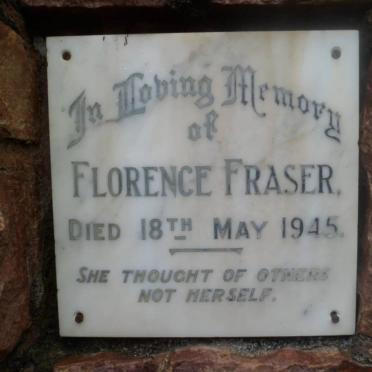 In Loving Memory
of
FLORENCE FRASER.
DIED 18TH MAY 1945.
SHE THOUGHT OF OTHERS
NOT HERSELF.